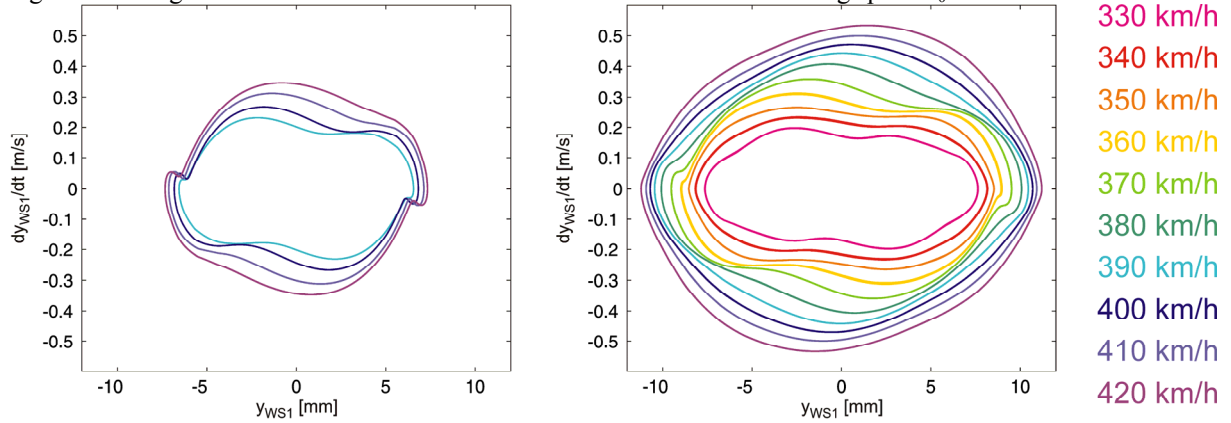 0.5
0.4
0.3
0.2
0.1
0
-0.1
-0.2
-0.3
-0.4
-0.5
dy_WS1/dt [m/s]
-10 -5 0 5 10
y_WS1 [mm]
0.5
0.4
0.3
0.2
0.1
0
-0.1
-0.2
-0.3
-0.4
-0.5
dy_WS1/dt [m/s]
-10 -5 0 5 10
y_WS1 [mm]
330 km/h
340 km/h
350 km/h
360 km/h
370 km/h
380 km/h
390 km/h
400 km/h
410 km/h
420 km/h